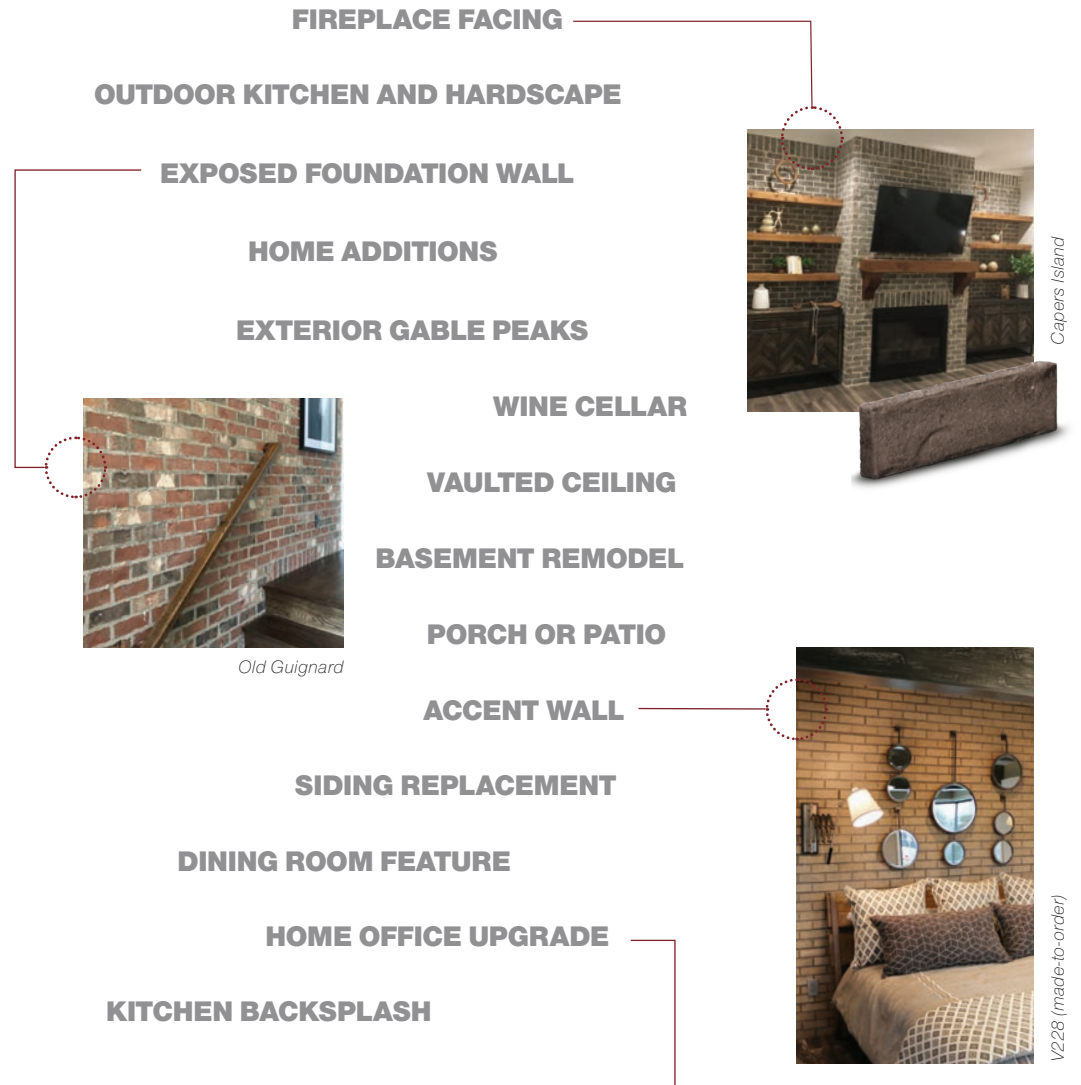 FIREPLACE FACING
OUTDOOR KITCHEN AND HARDSCAPE
EXPOSED FOUNDATION WALL
HOME ADDITIONS
EXTERIOR GABLE PEAKS
Capers Island
WINE CELLAR
VAULTED CEILING
BASEMENT REMODEL
PORCH OR PATIO
Old Guignard
ACCENT WALL
SIDING REPLACEMENT
DINING ROOM FEATURE
HOME OFFICE UPGRADE
KITCHEN BACKSPLASH
V228 (made-to-order)